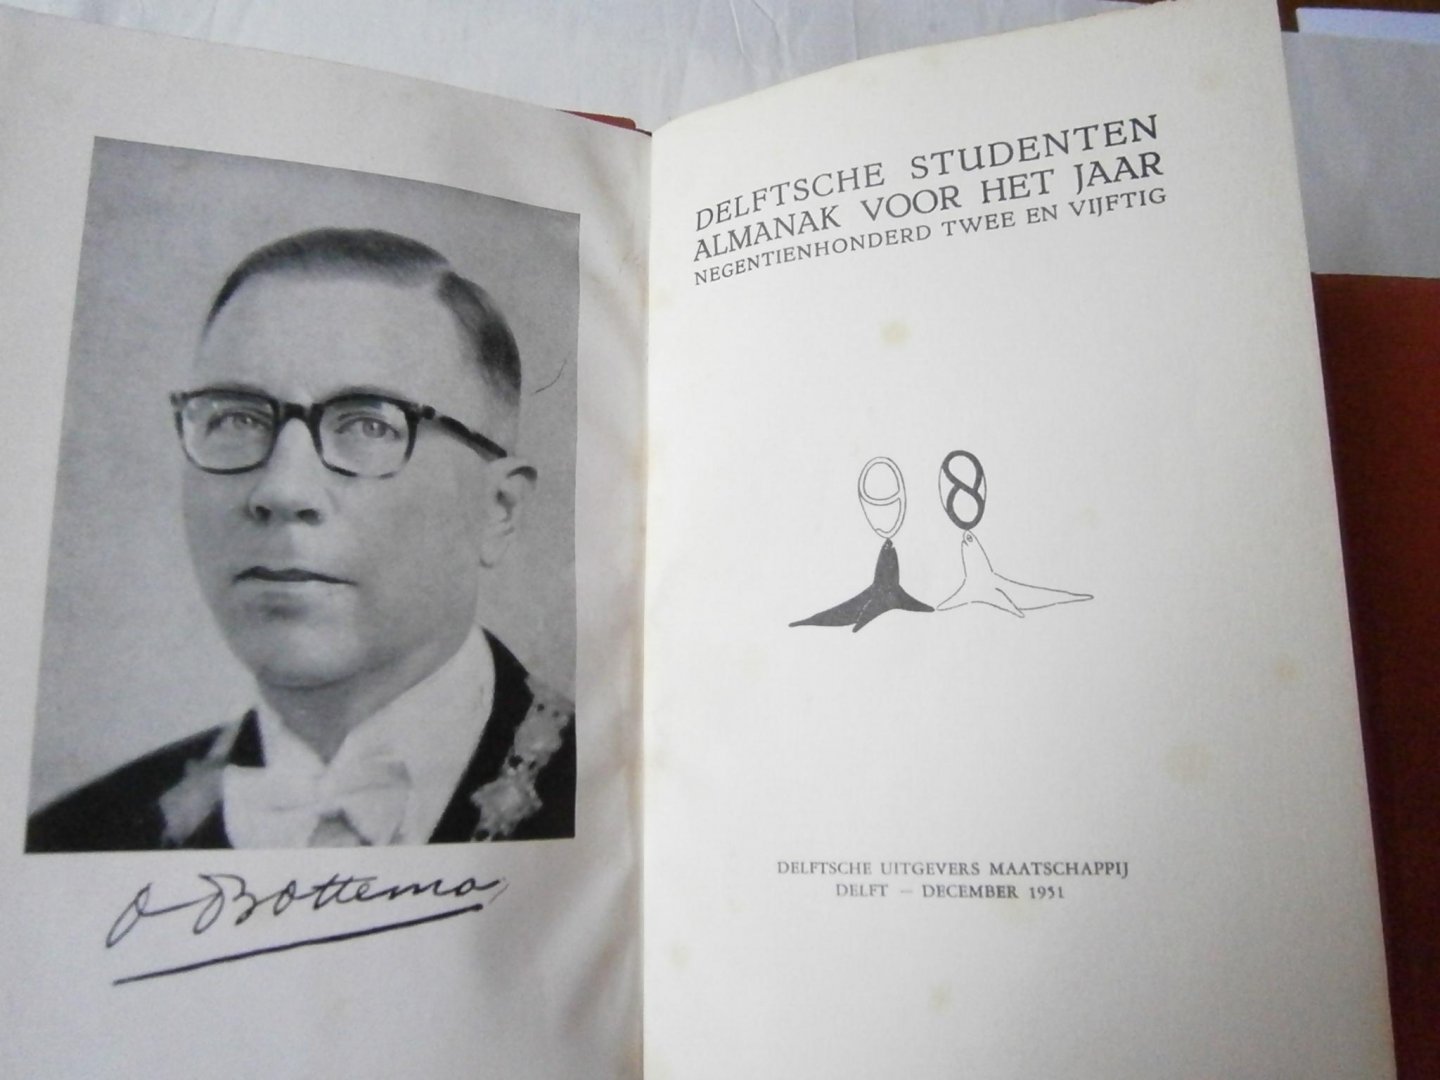 O Bottema
DELFTSCHE STUDENTEN
ALMANAK VOOR HET JAAR
NEGENTIENHONDERD TWEE EN VIJFTIG
DELFTSCHE UITGEVERS MAATSCHAPPIJ
DELFT — DECEMBER 1951